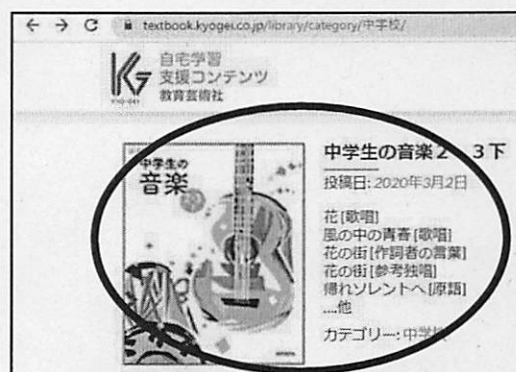 textbook.kyogei.co.jp/library/category/中学校/
自宅学習
支援コンテンツ
教育芸術社
中学生の音楽2 3下
投稿日: 2020年3月2日
花 [歌唱]
風の中の青春 [歌唱]
花の街 [作詞者の言葉]
花の街 [参考独唱]
帰れソレントへ [原語]
....他
カテゴリー: 中学校
中学生の
音楽